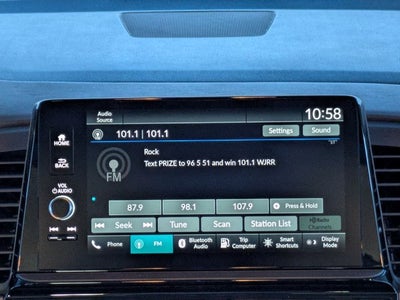 Audio
Source
10:58
HOME
101.1 | 101.1
Settings
Sound
Rock
Text PRIZE to 96 5 51 and win 101.1 WJRR
BACK
FM
VOL
AUDIO
87.9
98.1
107.9
Press & Hold
Seek
Tune
Scan
Station List
Radio
Channels
Phone
FM
Bluetooth
Audio
Trip
Computer
Smart
Shortcuts
Display
Mode